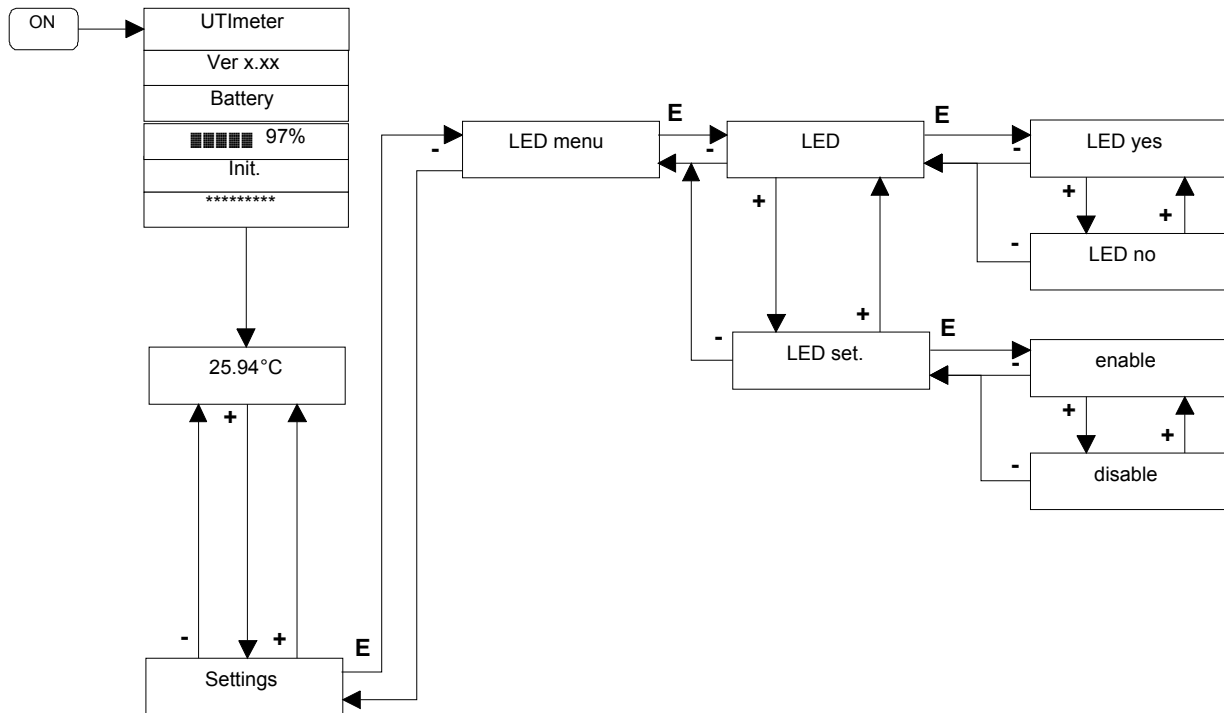 ON
UTImeter
Ver x.xx
Battery
97%
Init.
*********
25.94°C
+
-
+
Settings
E
LED menu
-
E
LED
-
+
+
-
LED set.
E
LED yes
-
+
+
-
LED no
E
enable
-
+
+
-
disable